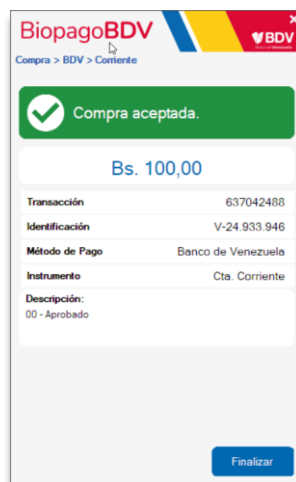 BiopagoBDV
BDV
Banco de Venezuela
Compra > BDV > Corriente
Compra aceptada.
Bs. 100,00
Transacción 637042488
Identificación V-24.933.946
Método de Pago Banco de Venezuela
Instrumento Cta. Corriente
Descripción:
00 - Aprobado
Finalizar